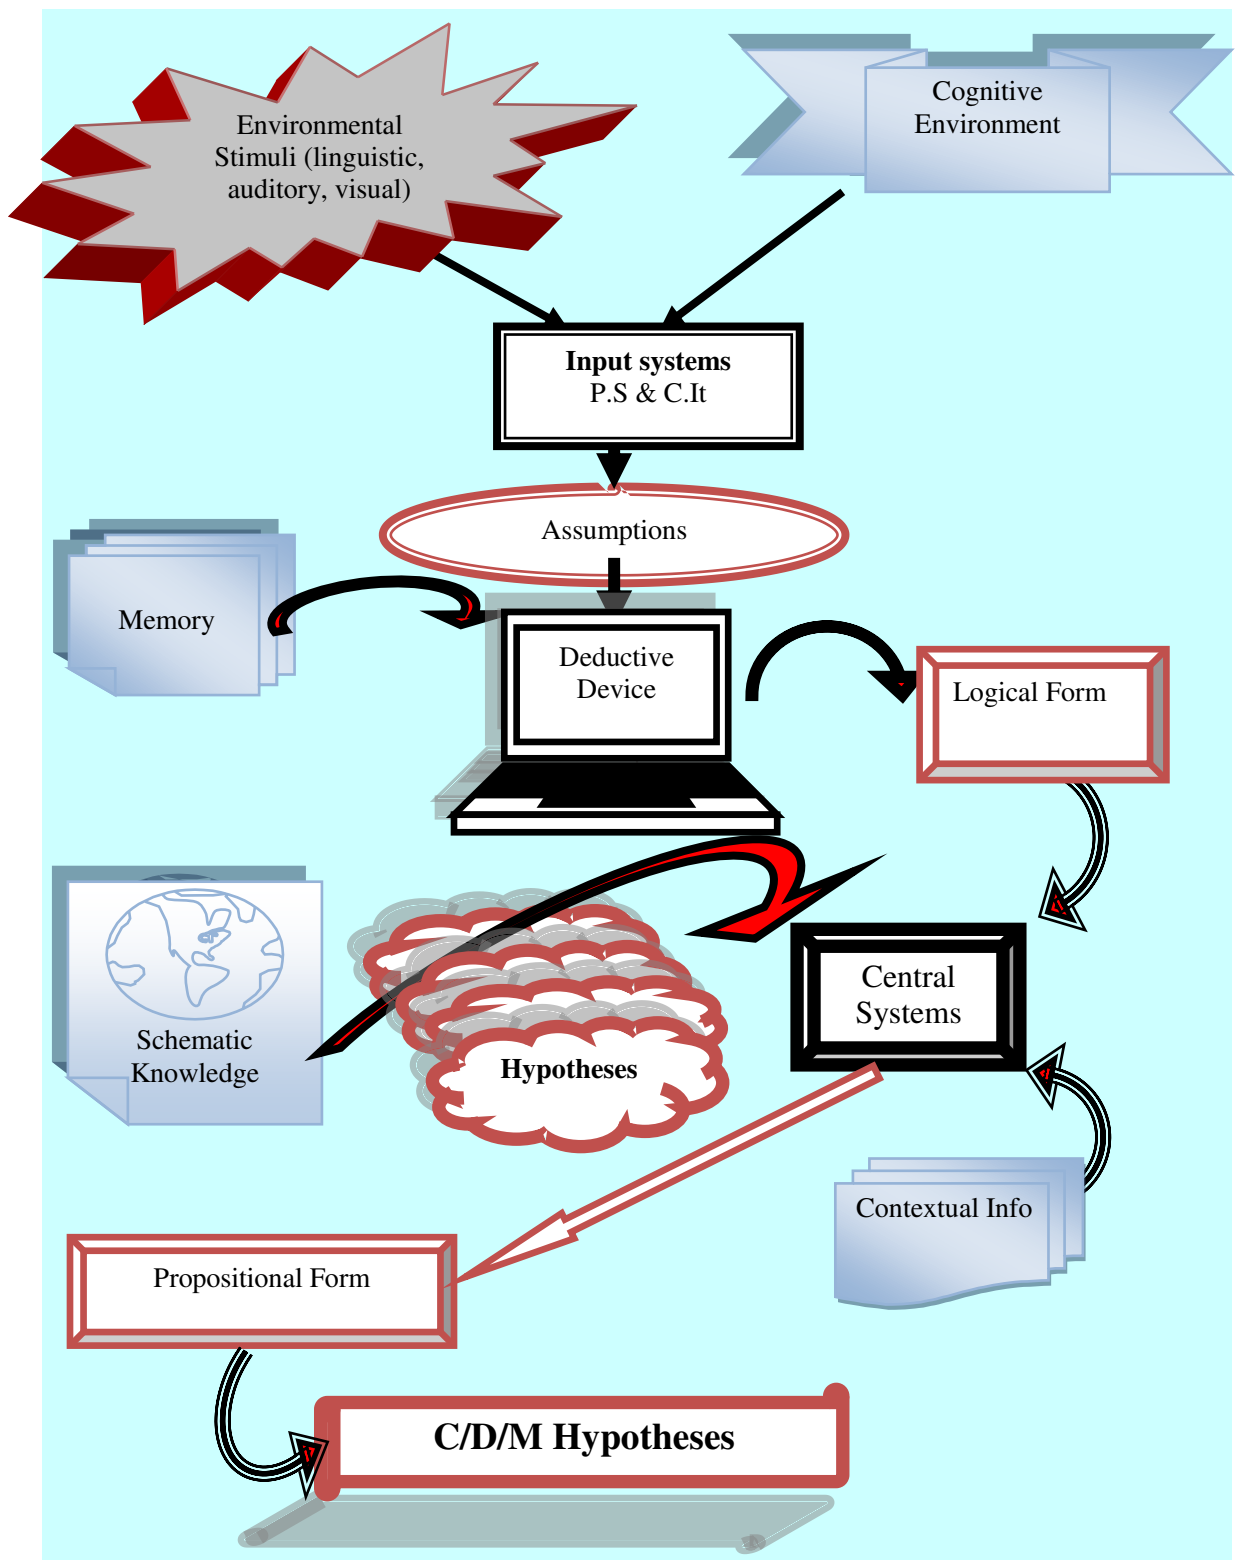 Environmental
Stimuli (linguistic,
auditory, visual)
Cognitive
Environment
Input systems
P.S & C.It
Assumptions
Memory
Deductive
Device
Logical Form
Central
Systems
Schematic
Knowledge
Hypotheses
Contextual Info
Propositional Form
C/D/M Hypotheses